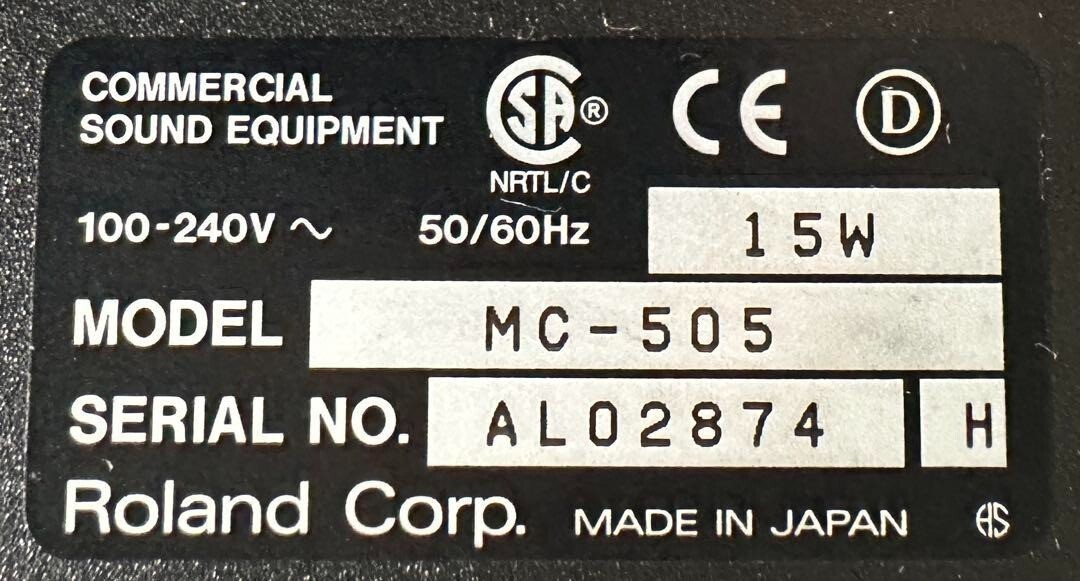 COMMERCIAL
SOUND EQUIPMENT
SA ®
NRTL/C
CE
D
100-240V ~ 50/60Hz 15W
MODEL MC-505
SERIAL NO. AL02874 H
Roland Corp. MADE IN JAPAN HS